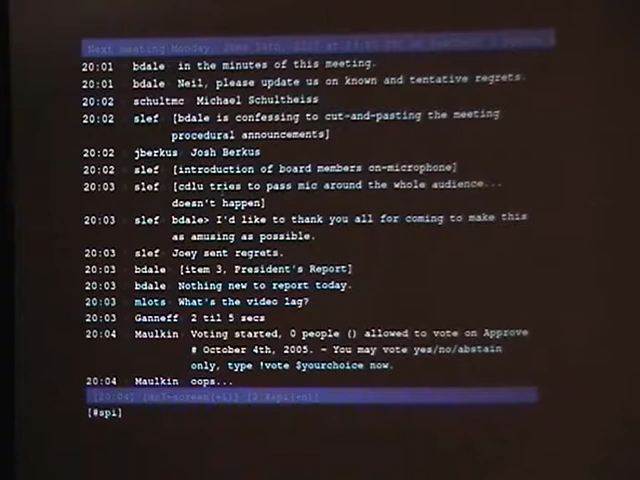 Next meeting Monday,
20:01 bdale in the minutes of this meeting.
20:01 bdale Neil, please update us on known and tentative regrets.
20:02 schultmc Michael Schultheiss
20:02 slef [bdale is confessing to cut-and-pasting the meeting
procedural announcements]
20:02 jberkus Josh Berkus
20:02 slef [introduction of board members on-microphone]
20:03 slef [cdlu tries to pass mic around the whole audience...
doesn't happen]
20:03 slef bdale> I'd like to thank you all for coming to make this
as amusing as possible.
20:03 slef Joey sent regrets.
20:03 bdale [item 3, President's Report]
20:03 bdale Nothing new to report today.
20:03 mlots What's the video lag?
20:03 Ganneff 2 til 5 secs
20:04 Maulkin Voting started, 0 people () allowed to vote on Approve
# October 4th, 2005. - You may vote yes/no/abstain
only, type !vote $yourchoice now.
20:04 Maulkin oops...
[20:04]
[#spi]